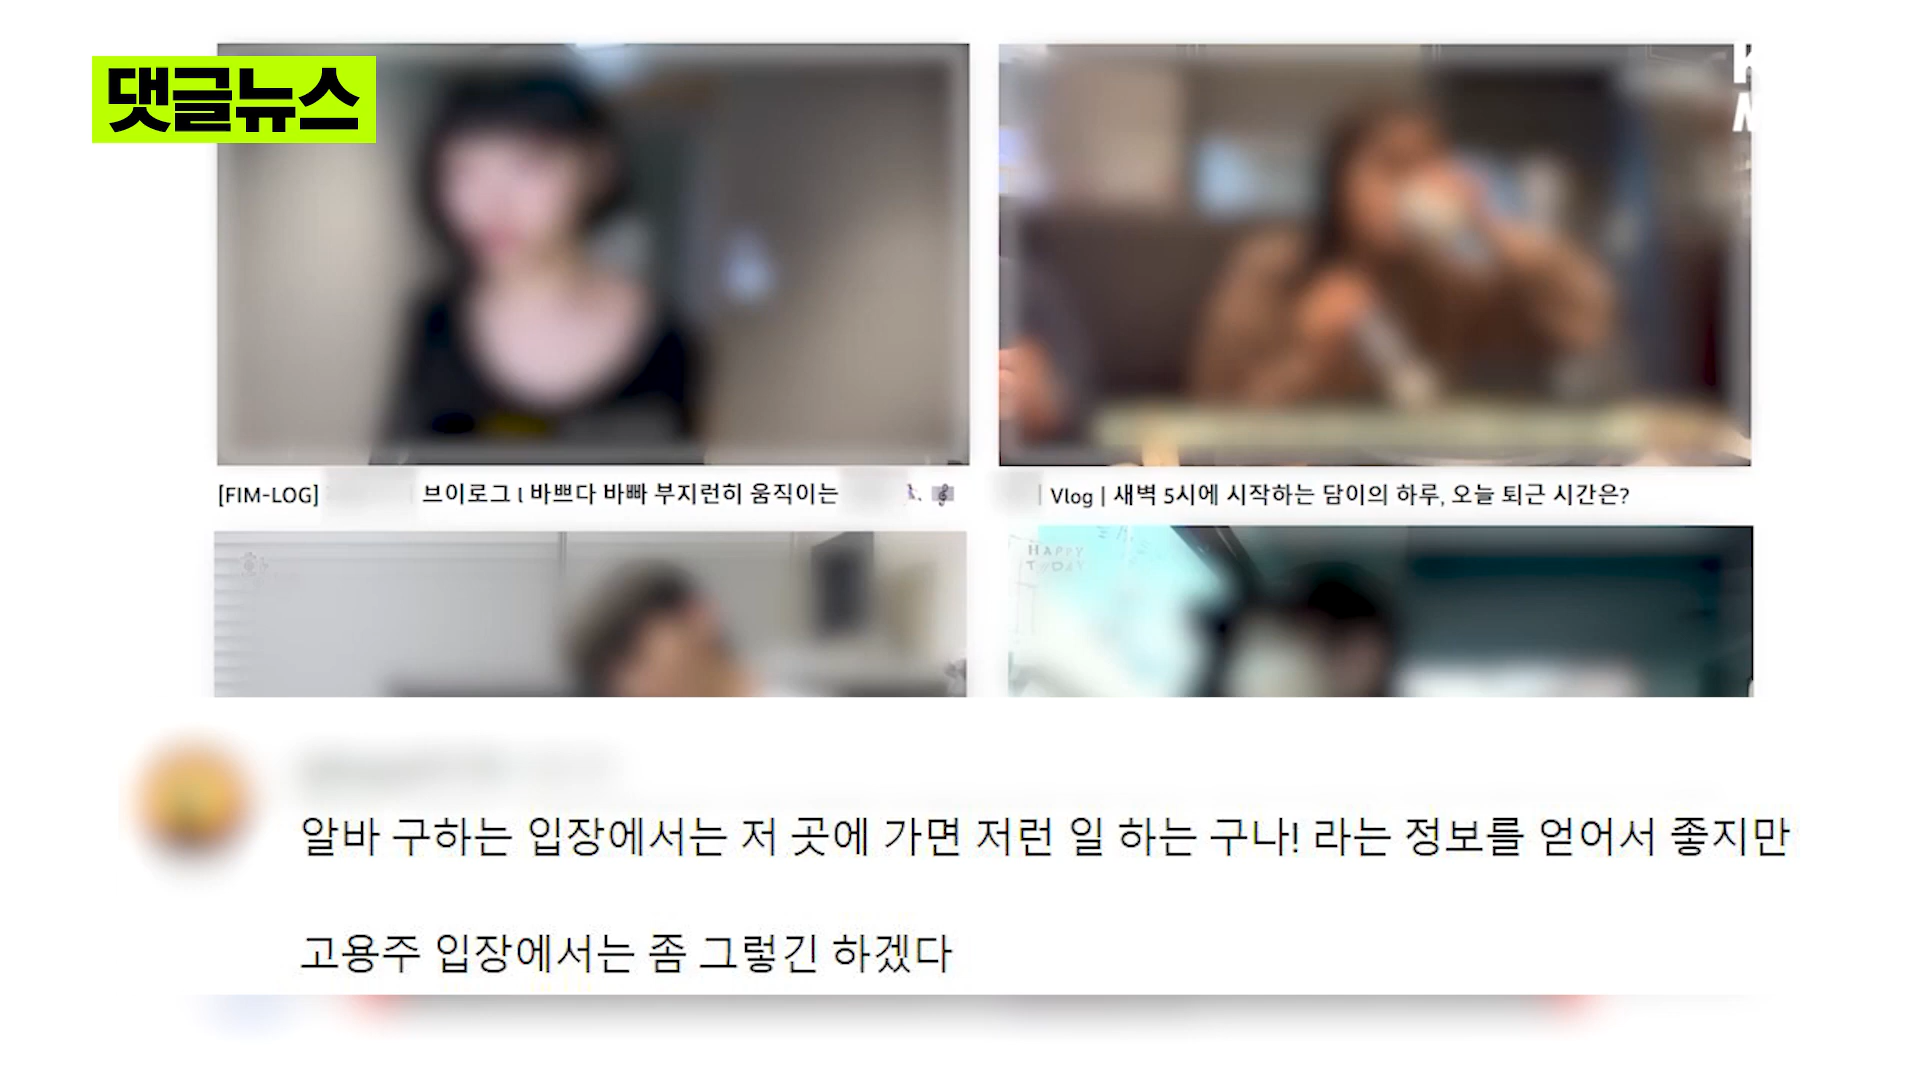 댓글뉴스
[FIM-LOG] 브이로그 l 바쁘다 바빠 부지런히 움직이는
| Vlog | 새벽 5시에 시작하는 담이의 하루, 오늘 퇴근 시간은?
HAPPY
TODAY
알바 구하는 입장에서는 저 곳에 가면 저런 일 하는 구나! 라는 정보를 얻어서 좋지만
고용주 입장에서는 좀 그렇긴 하겠다